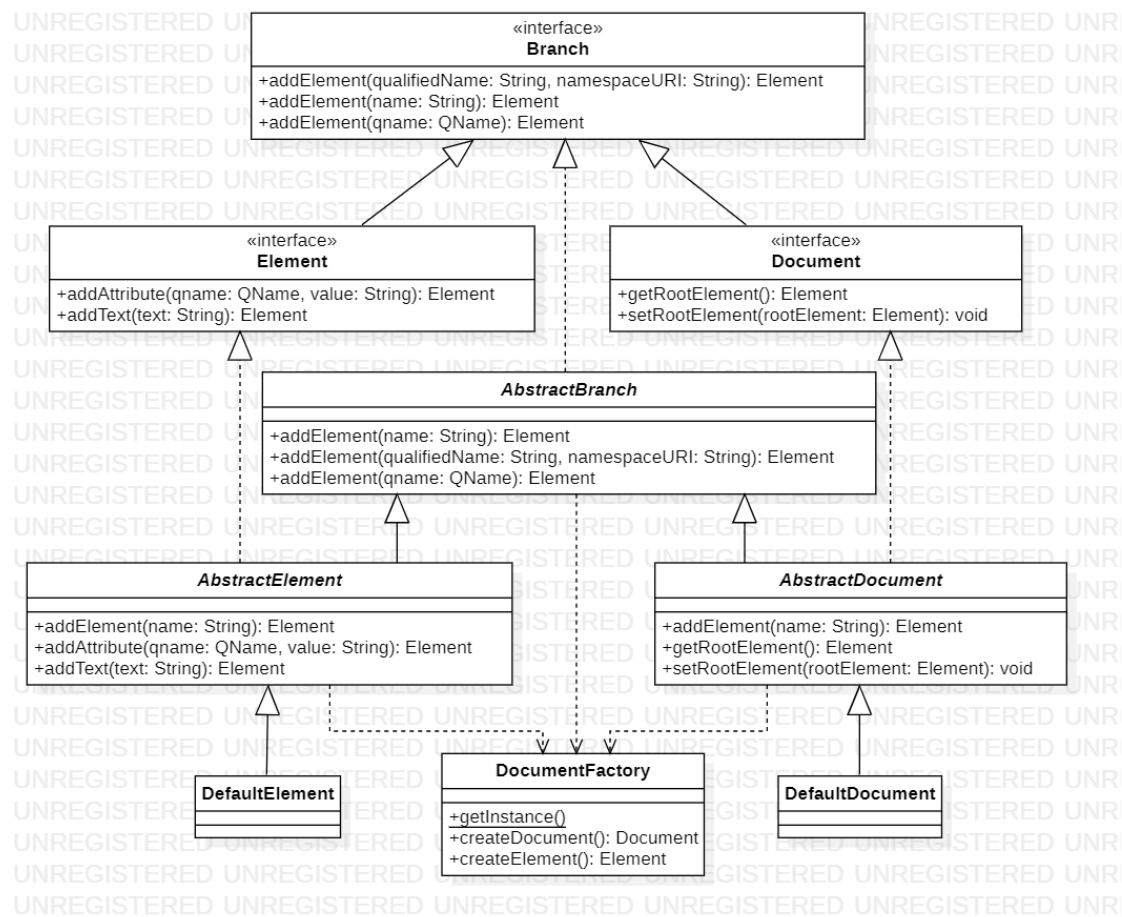 «interface»
Branch
+addElement(qualifiedName: String, namespaceURI: String): Element
+addElement(name: String): Element
+addElement(qname: QName): Element
«interface»
Element
+addAttribute(qname: QName, value: String): Element
+addText(text: String): Element
«interface»
Document
+getRootElement(): Element
+setRootElement(rootElement: Element): void
AbstractBranch
+addElement(name: String): Element
+addElement(qualifiedName: String, namespaceURI: String): Element
+addElement(qname: QName): Element
AbstractElement
+addElement(name: String): Element
+addAttribute(qname: QName, value: String): Element
+addText(text: String): Element
AbstractDocument
+addElement(name: String): Element
+getRootElement(): Element
+setRootElement(rootElement: Element): void
DefaultElement
DocumentFactory
+getInstance()
+createDocument(): Document
+createElement(): Element
DefaultDocument
UNREGISTERED